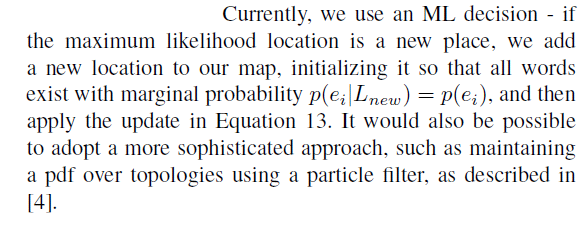 Currently, we use an ML decision - if
the maximum likelihood location is a new place, we add
a new location to our map, initializing it so that all words
exist with marginal probability p(e_i|L_{new}) = p(e_i), and then
apply the update in Equation 13. It would also be possible
to adopt a more sophisticated approach, such as maintaining
a pdf over topologies using a particle filter, as described in
[4].